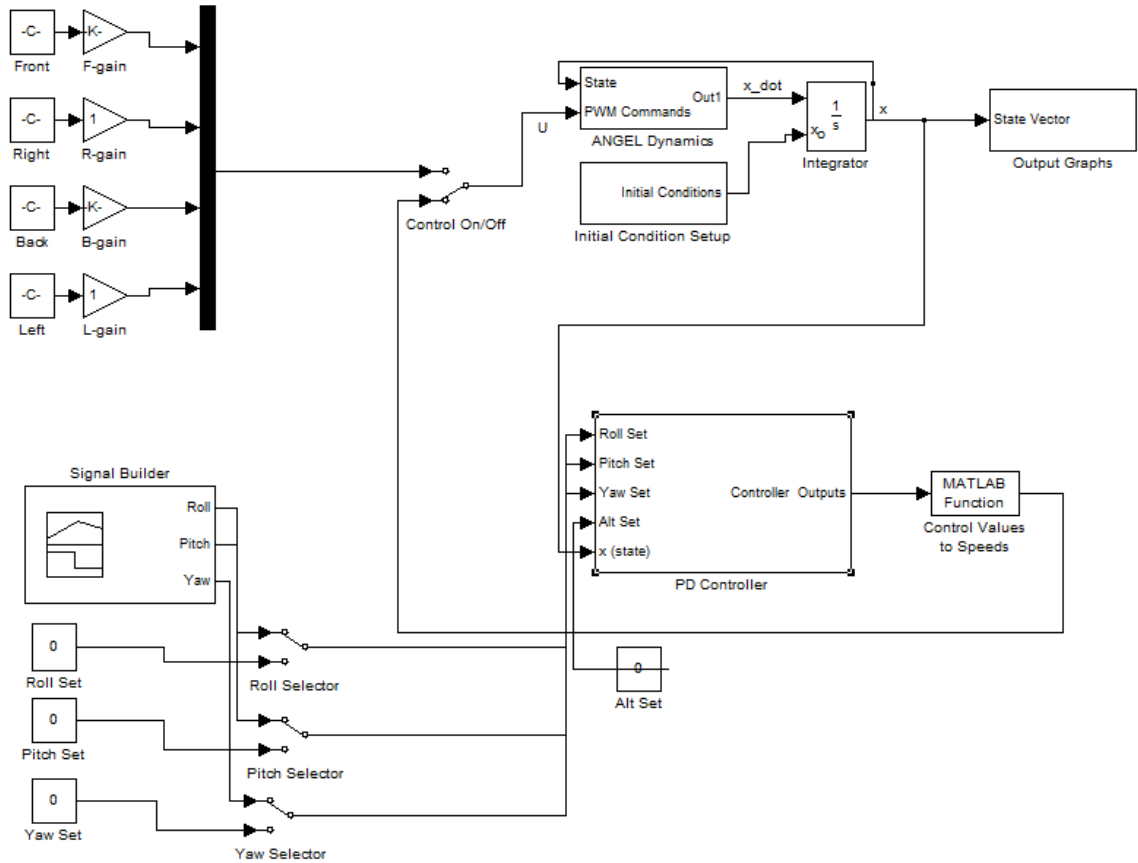 -C-
Front
-K-
F-gain
-C-
Right
1
R-gain
-C-
Back
-K-
B-gain
-C-
Left
1
L-gain
Control On/Off
U
State
PWM Commands
Out1
ANGEL Dynamics
x_dot
1
s
xo
Integrator
x
Initial Conditions
Initial Condition Setup
State Vector
Output Graphs
Roll Set
Pitch Set
Yaw Set
Alt Set
x (state)
Controller Outputs
PD Controller
MATLAB
Function
Control Values
to Speeds
Signal Builder
Roll
Pitch
Yaw
0
Roll Set
Roll Selector
0
Pitch Set
Pitch Selector
0
Yaw Set
Yaw Selector
0
Alt Set